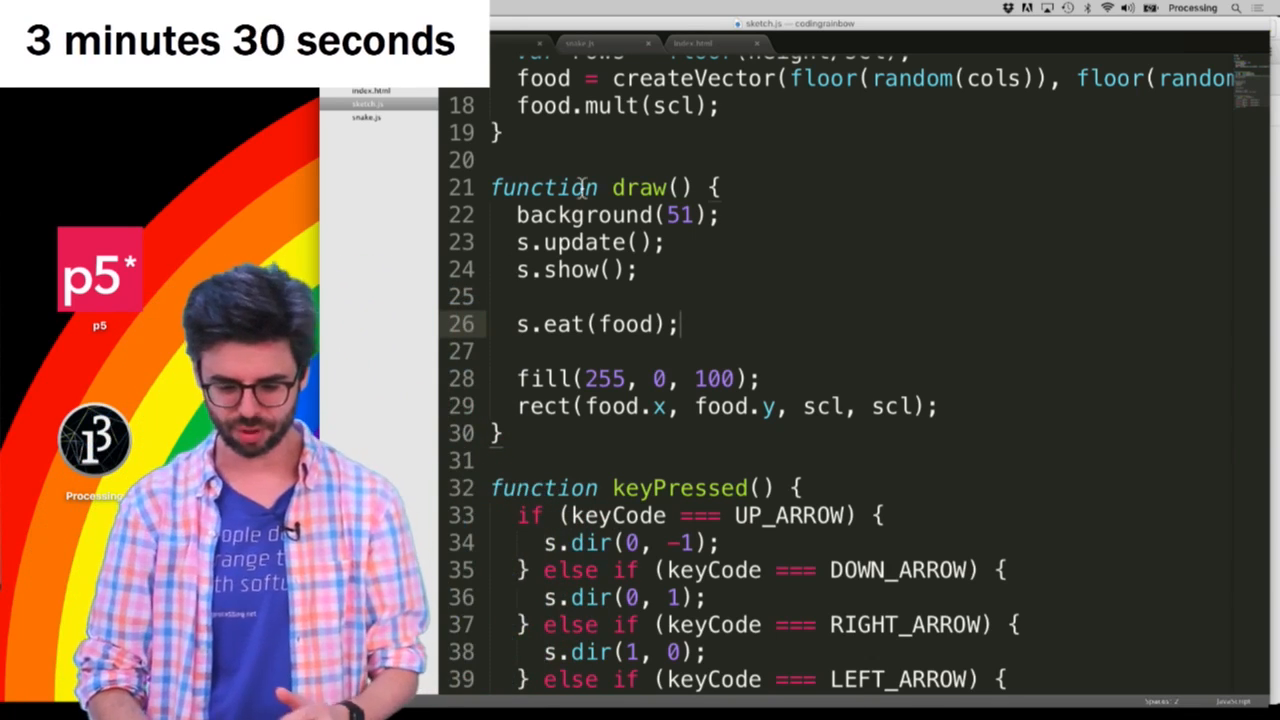 3 minutes 30 seconds
Processing
sketch.js — codingrainbow
snake.js
index.html
index.html
sketch.js
snake.js
food = createVector(floor(random(cols)), floor(random
18 food.mult(scl);
19 }
20
21 function draw() {
22 background(51);
23 s.update();
24 s.show();
25
26 s.eat(food);
27
28 fill(255, 0, 100);
29 rect(food.x, food.y, scl, scl);
30 }
31
32 function keyPressed() {
33 if (keyCode === UP_ARROW) {
34 s.dir(0, -1);
35 } else if (keyCode === DOWN_ARROW) {
36 s.dir(0, 1);
37 } else if (keyCode === RIGHT_ARROW) {
38 s.dir(1, 0);
39 } else if (keyCode === LEFT_ARROW) {
p5*
p5
Processing
Spaces: 2
JavaScript